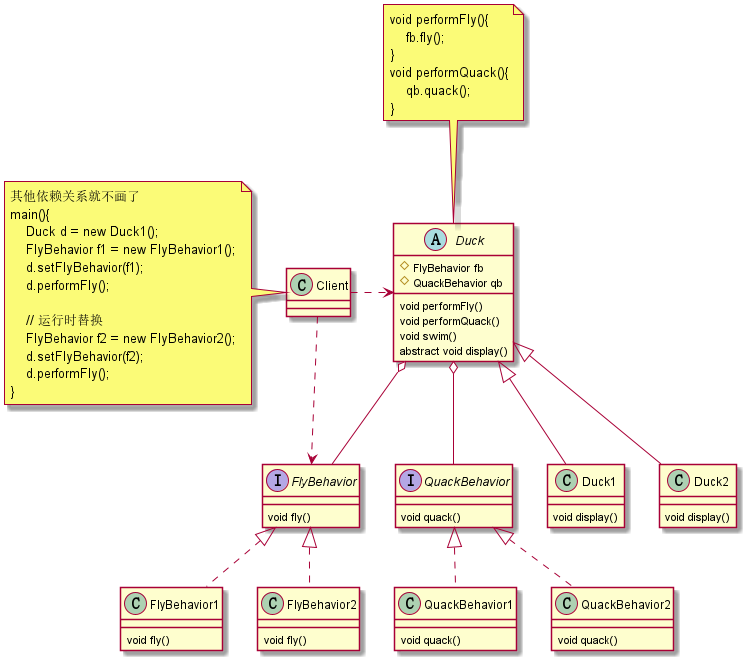 void performFly(){
fb.fly();
}
void performQuack(){
qb.quack();
}
其他依赖关系就不画了
main(){
Duck d = new Duck1();
FlyBehavior f1 = new FlyBehavior1();
d.setFlyBehavior(f1);
d.performFly();
// 运行时替换
FlyBehavior f2 = new FlyBehavior2();
d.setFlyBehavior(f2);
d.performFly();
}
C Client
A Duck
FlyBehavior fb
QuackBehavior qb
void performFly()
void performQuack()
void swim()
abstract void display()
I FlyBehavior
void fly()
I QuackBehavior
void quack()
C Duck1
void display()
C Duck2
void display()
C FlyBehavior1
void fly()
C FlyBehavior2
void fly()
C QuackBehavior1
void quack()
C QuackBehavior2
void quack()